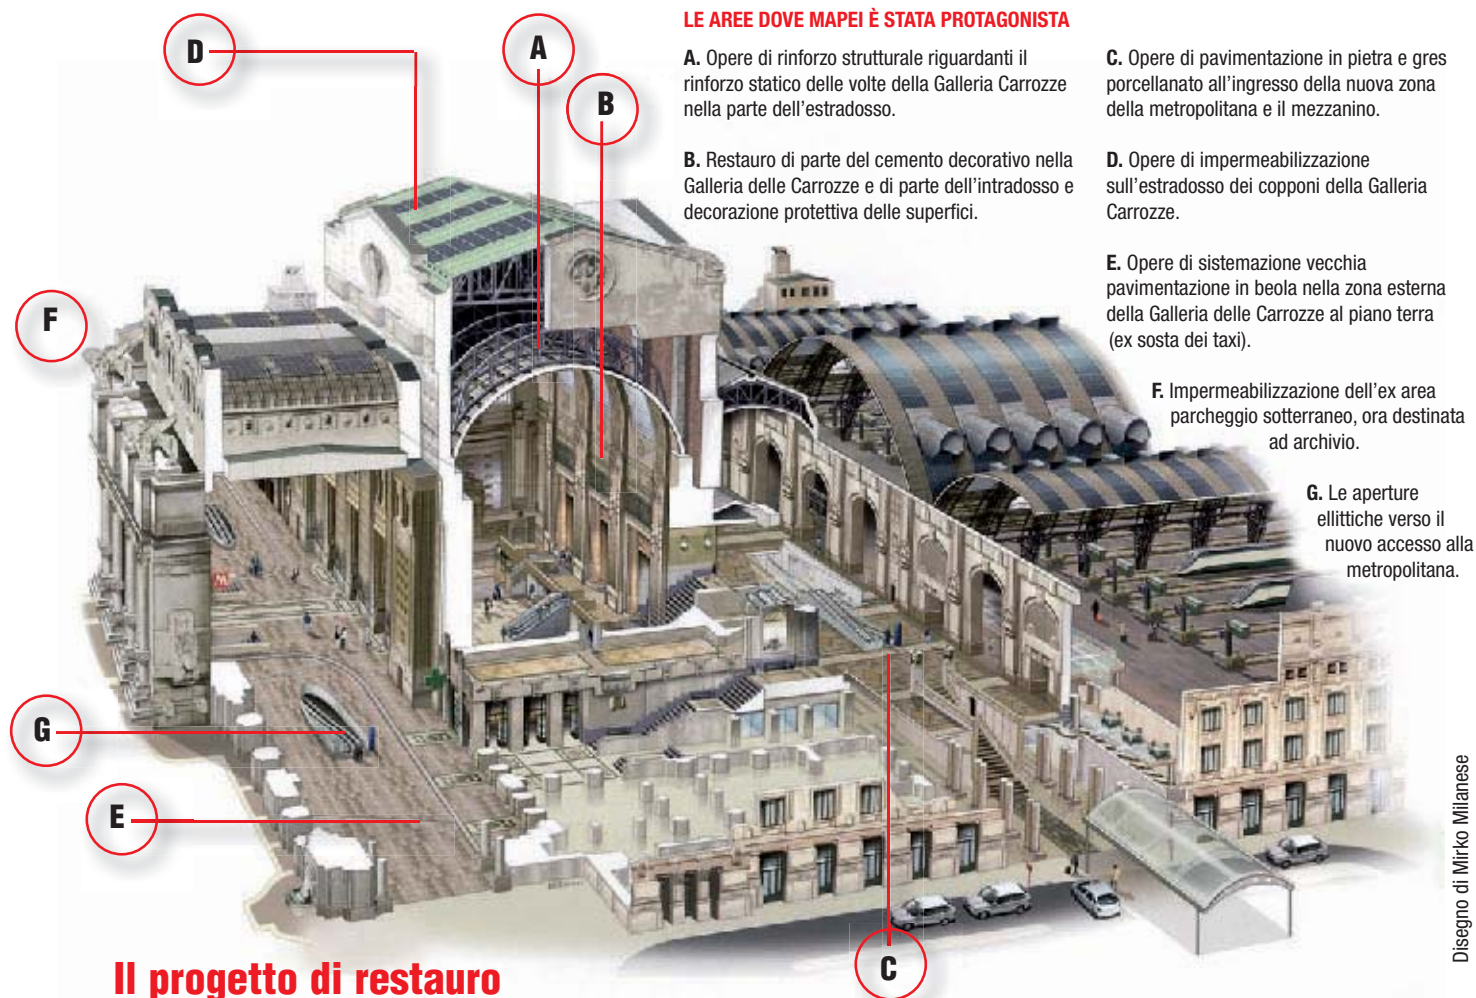 LE AREE DOVE MAPEI È STATA PROTAGONISTA
A. Opere di rinforzo strutturale riguardanti il
rinforzo statico delle volte della Galleria Carrozze
nella parte dell'estradosso.
B. Restauro di parte del cemento decorativo nella
Galleria delle Carrozze e di parte dell'intradosso e
decorazione protettiva delle superfici.
C. Opere di pavimentazione in pietra e gres
porcellanato all'ingresso della nuova zona
della metropolitana e il mezzanino.
D. Opere di impermeabilizzazione
sull'estradosso dei copponi della Galleria
Carrozze.
E. Opere di sistemazione vecchia
pavimentazione in beola nella zona esterna
della Galleria delle Carrozze al piano terra
(ex sosta dei taxi).
F. Impermeabilizzazione dell'ex area
parcheggio sotterraneo, ora destinata
ad archivio.
G. Le aperture
ellittiche verso il
nuovo accesso alla
metropolitana.
D
A
B
F
M
G
E
C
Disegno di Mirko Milanese
Il progetto di restauro